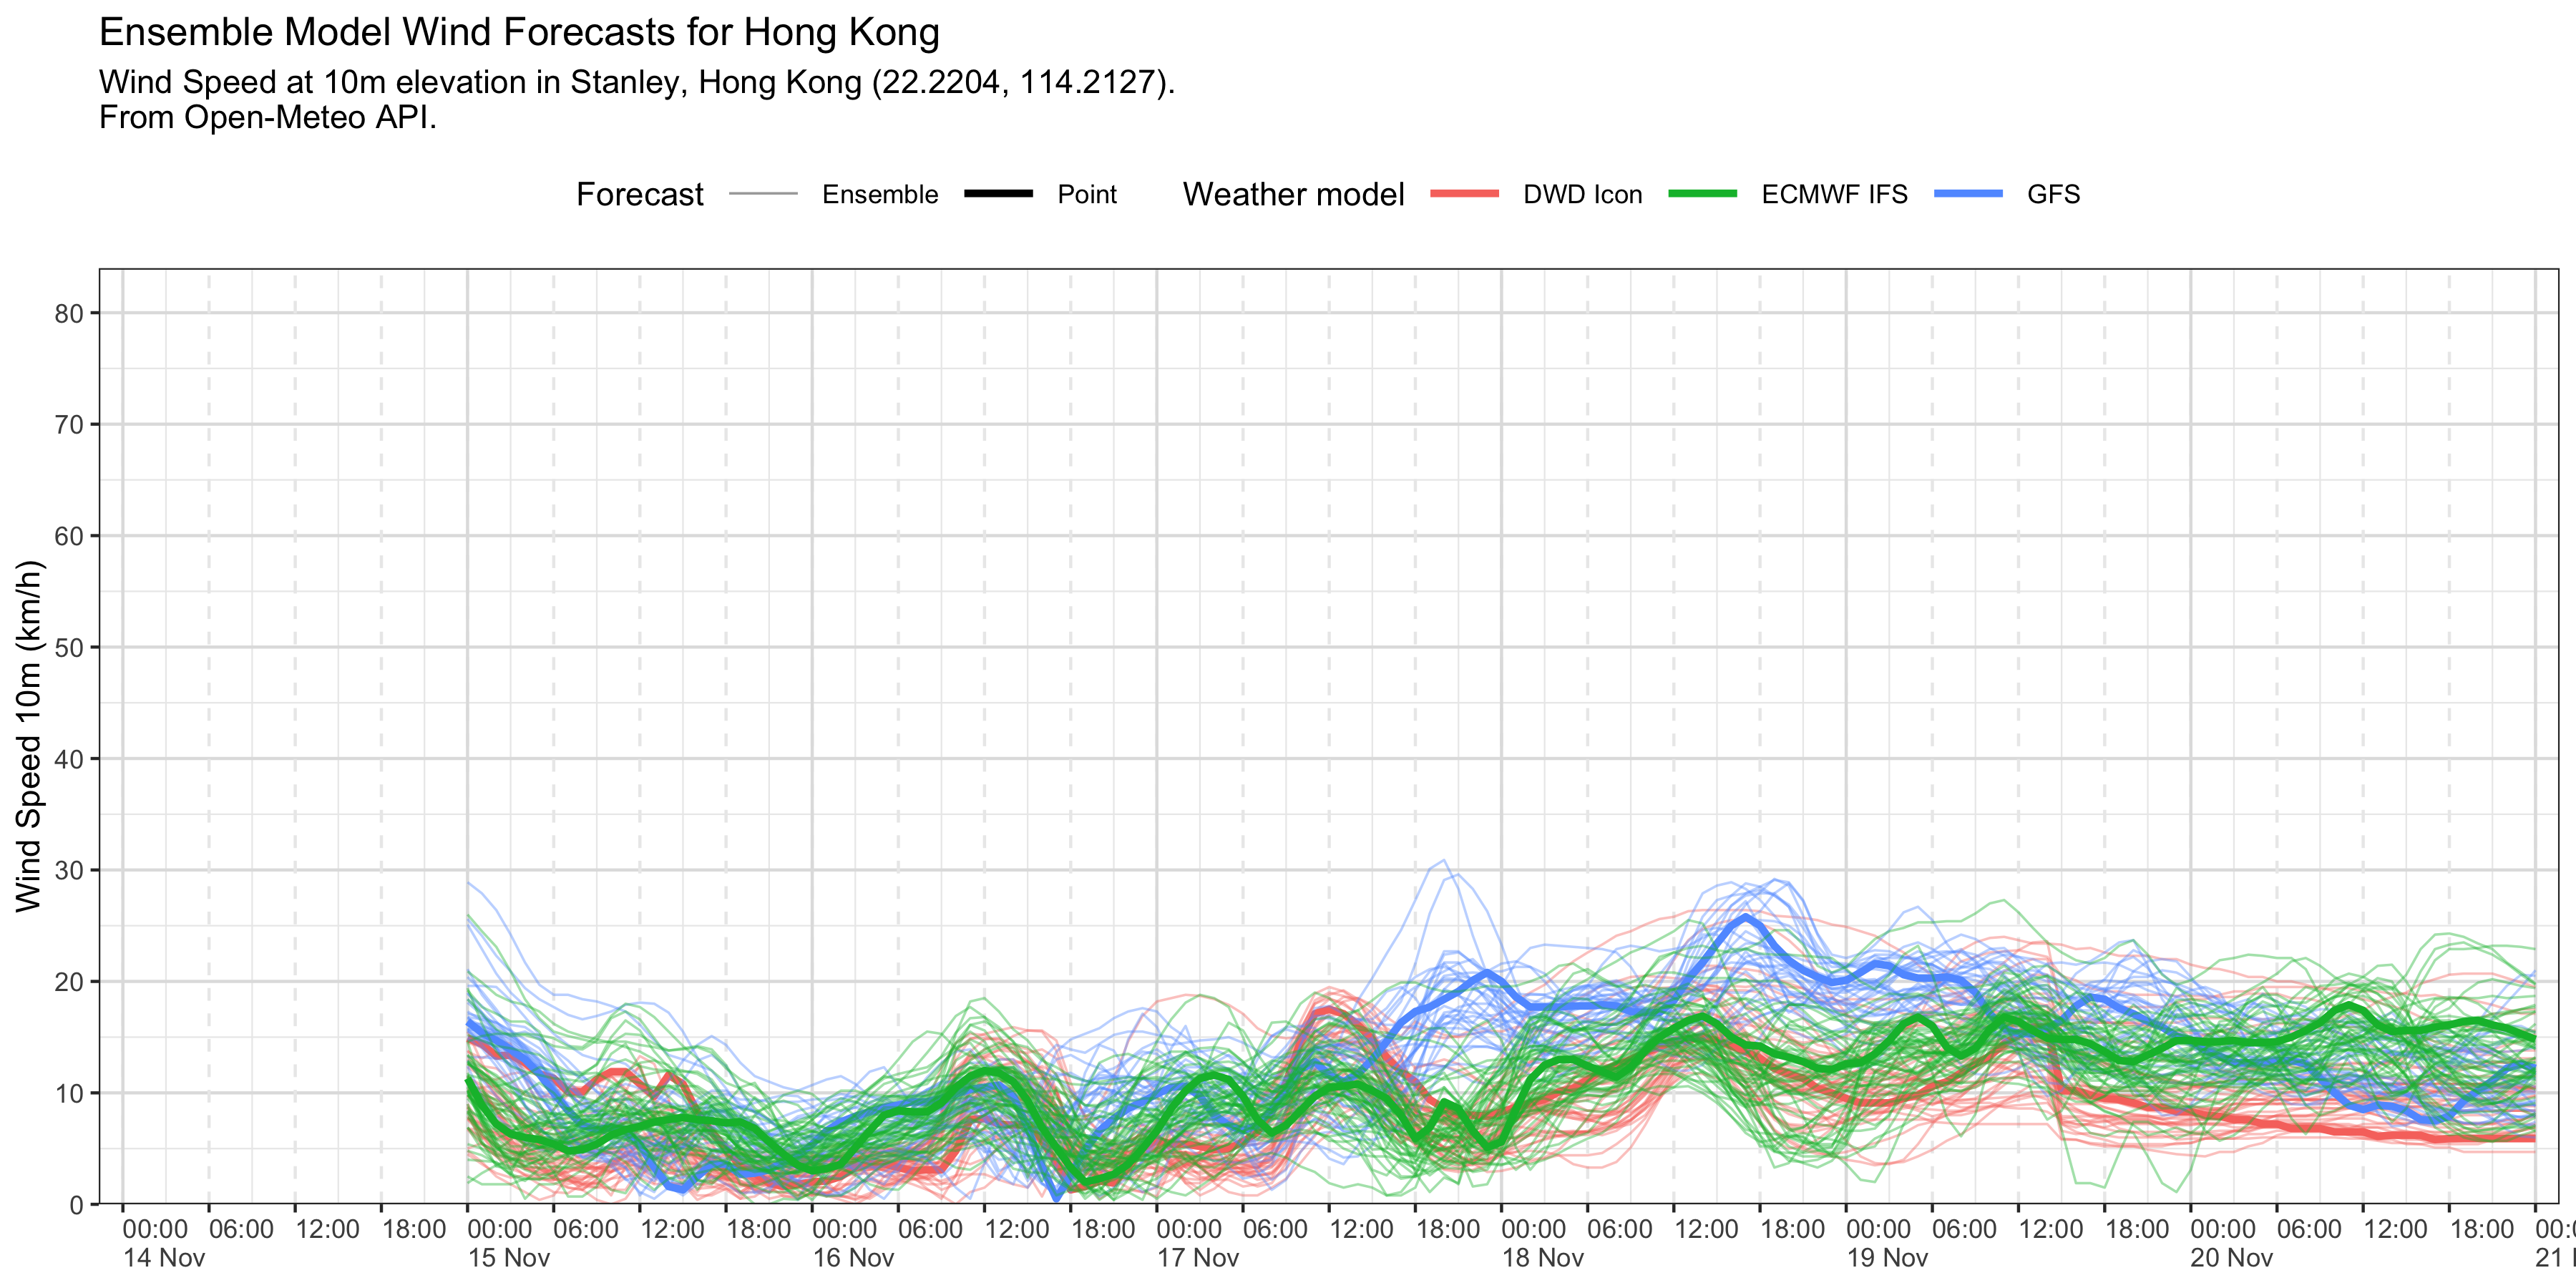 Ensemble Model Wind Forecasts for Hong Kong
Wind Speed at 10m elevation in Stanley, Hong Kong (22.2204, 114.2127).
From Open-Meteo API.
Forecast Ensemble Point Weather model DWD Icon ECMWF IFS GFS
Wind Speed 10m (km/h)
80
70
60
50
40
30
20
10
0
00:00 06:00 12:00 18:00 00:00 06:00 12:00 18:00 00:00 06:00 12:00 18:00 00:00 06:00 12:00 18:00 00:00 06:00 12:00 18:00 00:00 06:00 12:00 18:00 00:00 06:00 12:00 18:00
14 Nov 15 Nov 16 Nov 17 Nov 18 Nov 19 Nov 20 Nov 21